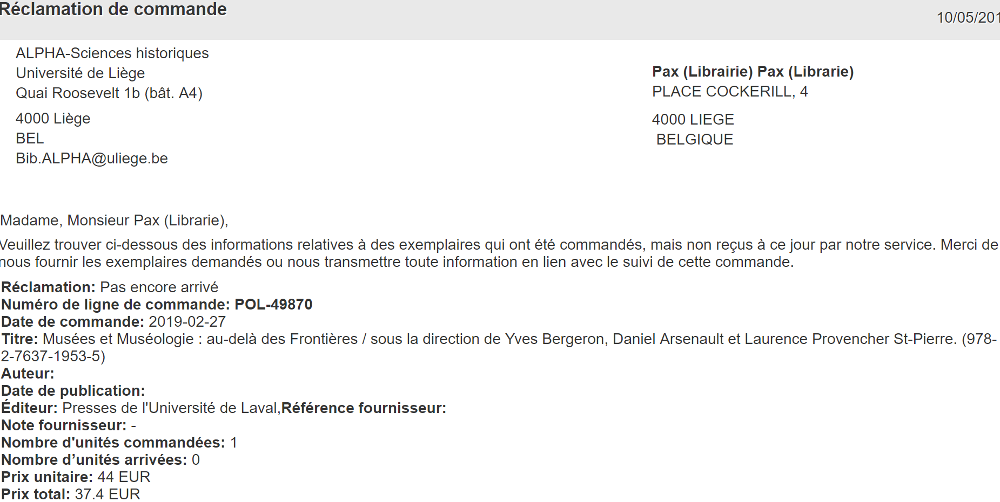 Réclamation de commande
10/05/201
ALPHA-Sciences historiques
Université de Liège
Quai Roosevelt 1b (bât. A4)
4000 Liège
BEL
Bib.ALPHA@uliege.be
Pax (Librairie) Pax (Librarie)
PLACE COCKERILL, 4
4000 LIEGE
BELGIQUE
Madame, Monsieur Pax (Librarie),
Veuillez trouver ci-dessous des informations relatives à des exemplaires qui ont été commandés, mais non reçus à ce jour par notre service. Merci de
nous fournir les exemplaires demandés ou nous transmettre toute information en lien avec le suivi de cette commande.
Réclamation: Pas encore arrivé
Numéro de ligne de commande: POL-49870
Date de commande: 2019-02-27
Titre: Musées et Muséologie : au-delà des Frontières / sous la direction de Yves Bergeron, Daniel Arsenault et Laurence Provencher St-Pierre. (978-
2-7637-1953-5)
Auteur:
Date de publication:
Éditeur: Presses de l'Université de Laval,Référence fournisseur:
Note fournisseur: -
Nombre d'unités commandées: 1
Nombre d’unités arrivées: 0
Prix unitaire: 44 EUR
Prix total: 37.4 EUR